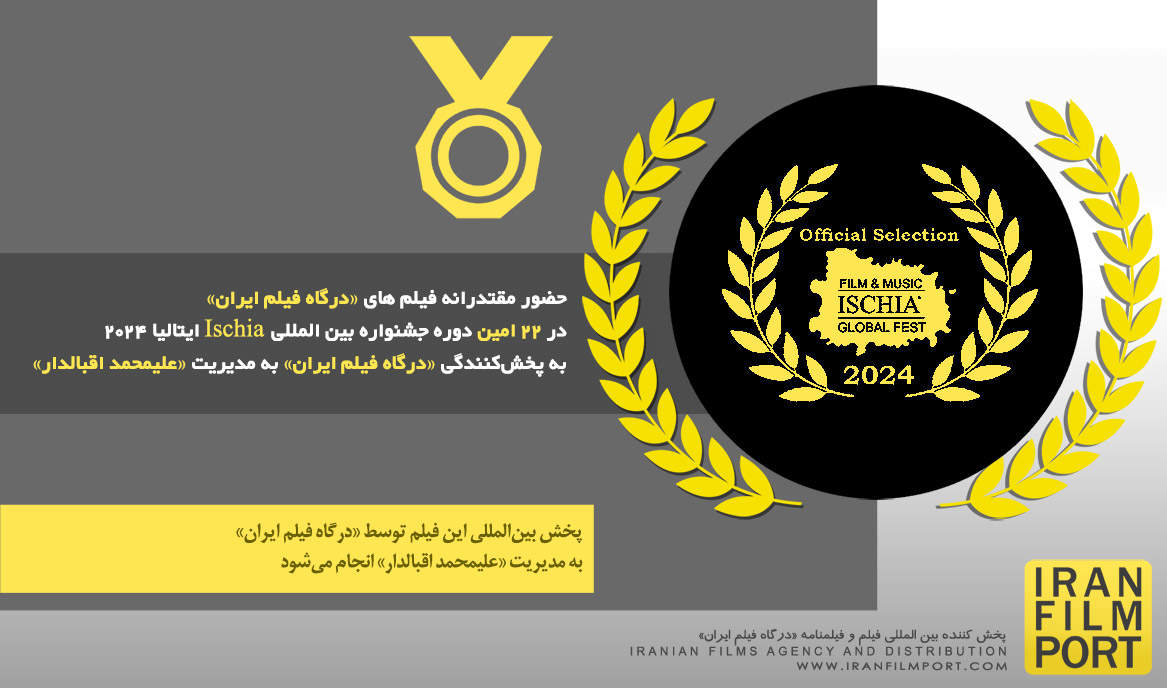 حضور مقتدرانه فیلم های «درگاه فیلم ایران»
در ۲۲ امین دوره جشنواره بین المللی Ischia ایتالیا ۲۰۲۴
به پخش‌کنندگی «درگاه فیلم ایران» به مدیریت «علیمحمد اقبالدار»
Official Selection
FILM & MUSIC
ISCHIA
GLOBAL FEST
2024
پخش بین‌المللی این فیلم توسط «درگاه فیلم ایران»
به مدیریت «علیمحمد اقبالدار» انجام می‌شود
پخش کننده بین المللی فیلم و فیلمنامه «درگاه فیلم ایران»
IRANIAN FILMS AGENCY AND DISTRIBUTION
WWW.IRANFILMPORT.COM
IRAN
FILM
PORT